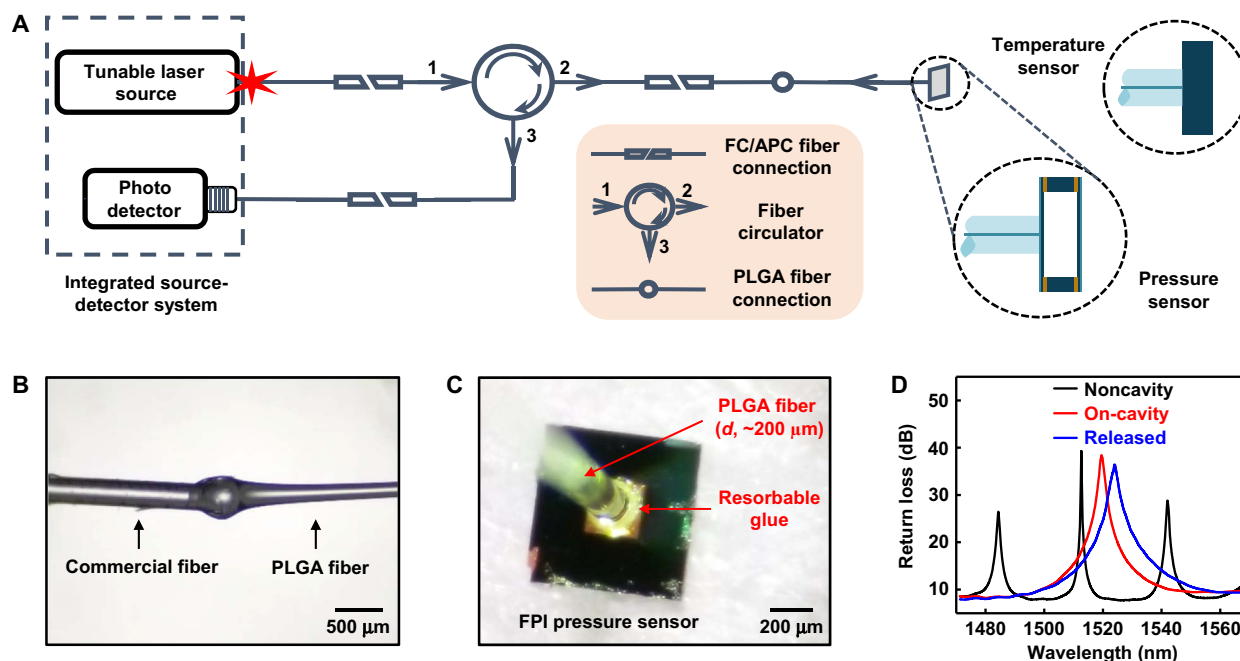 A
Tunable laser
source
Photo
detector
Integrated source-
detector system
1
2
3
FC/APC fiber
connection
1
2
3
Fiber
circulator
PLGA fiber
connection
Temperature
sensor
Pressure
sensor
B
Commercial fiber
PLGA fiber
500 μm
C
PLGA fiber
(d, ~200 μm)
Resorbable
glue
FPI pressure sensor
200 μm
D
Noncavity
On-cavity
Released
Return loss (dB)
50
40
30
20
10
1480 1500 1520 1540 1560
Wavelength (nm)